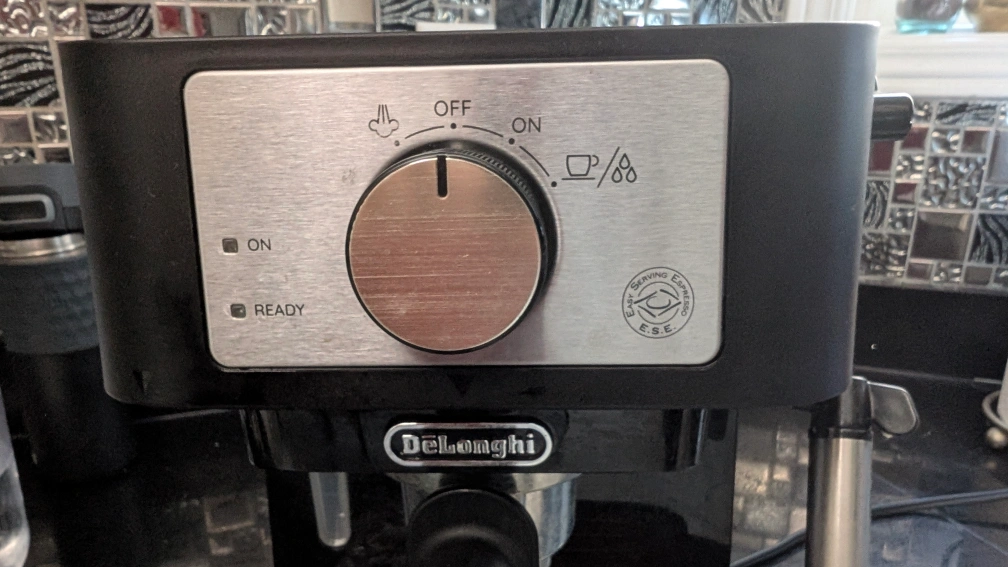 OFF
ON
ON
READY
EASY SERVING ESPRESSO
E.S.E.
DeLonghi